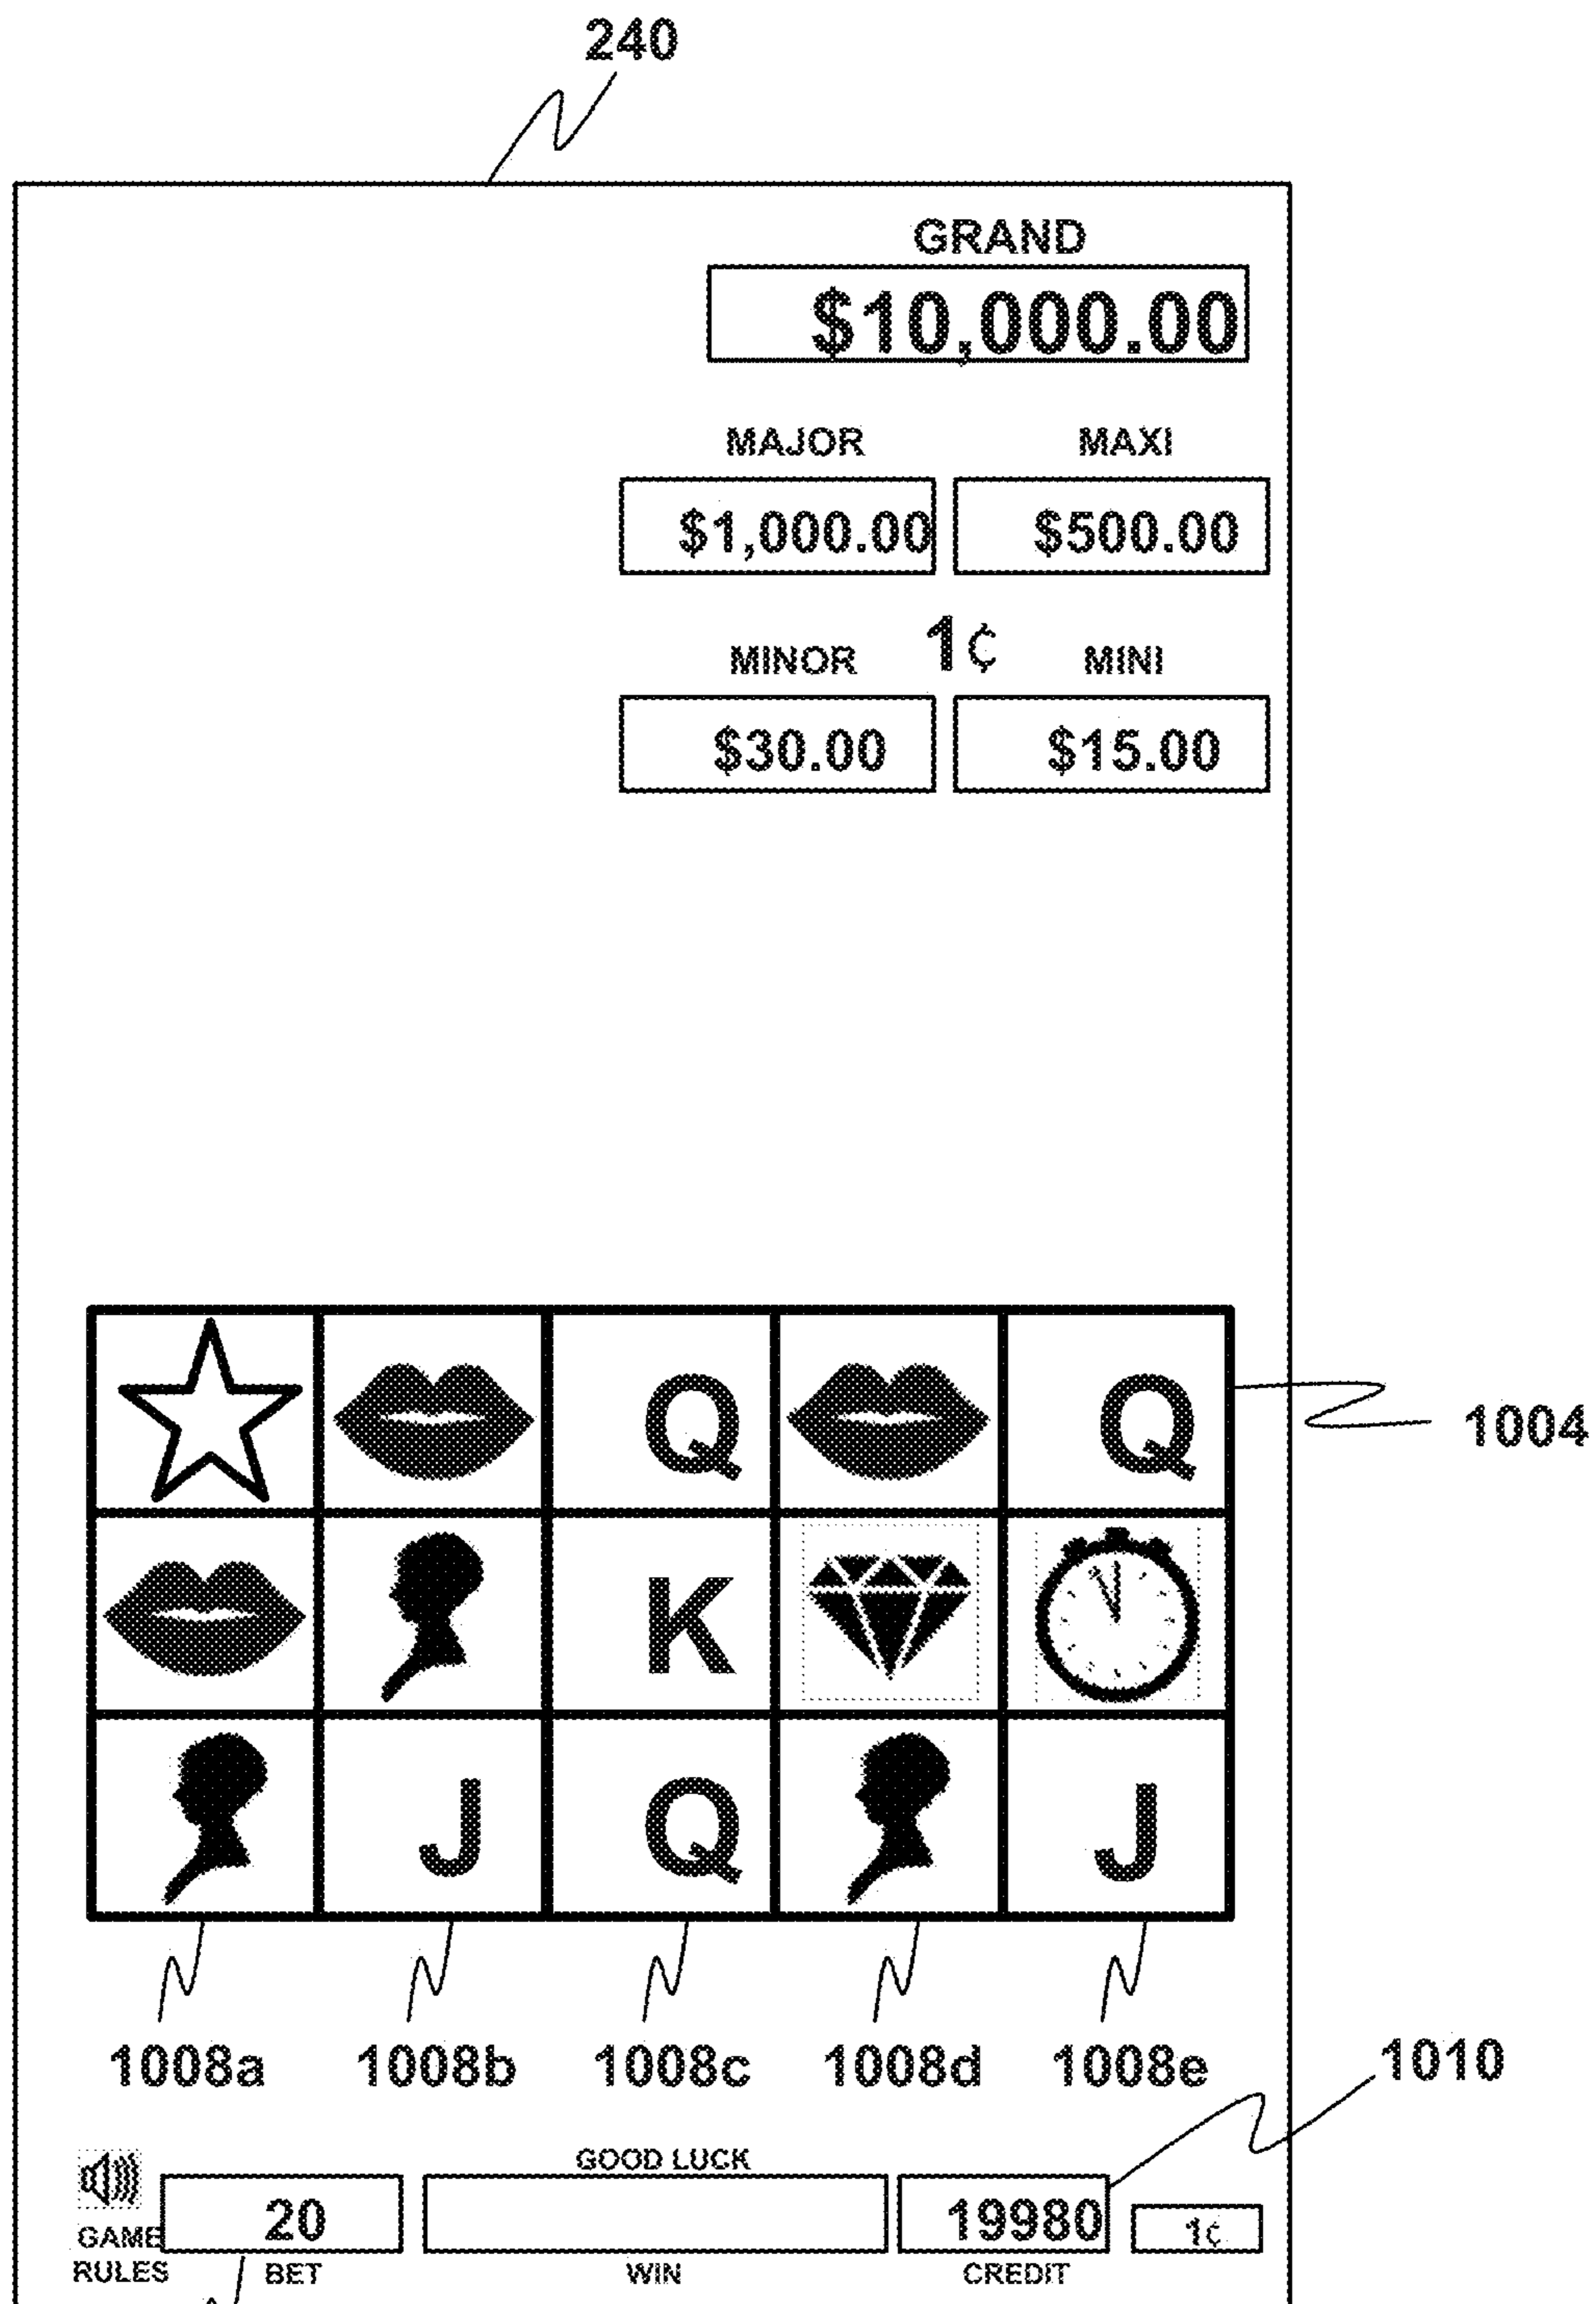 240
GRAND
$10,000.00
MAJOR MAXI
$1,000.00 $500.00
1¢
MINOR MINI
$30.00 $15.00
Q Q
1004
K
J Q J
1008a 1008b 1008c 1008d 1008e
1010
GOOD LUCK
20 19980 1¢
GAME
RULES BET WIN CREDIT